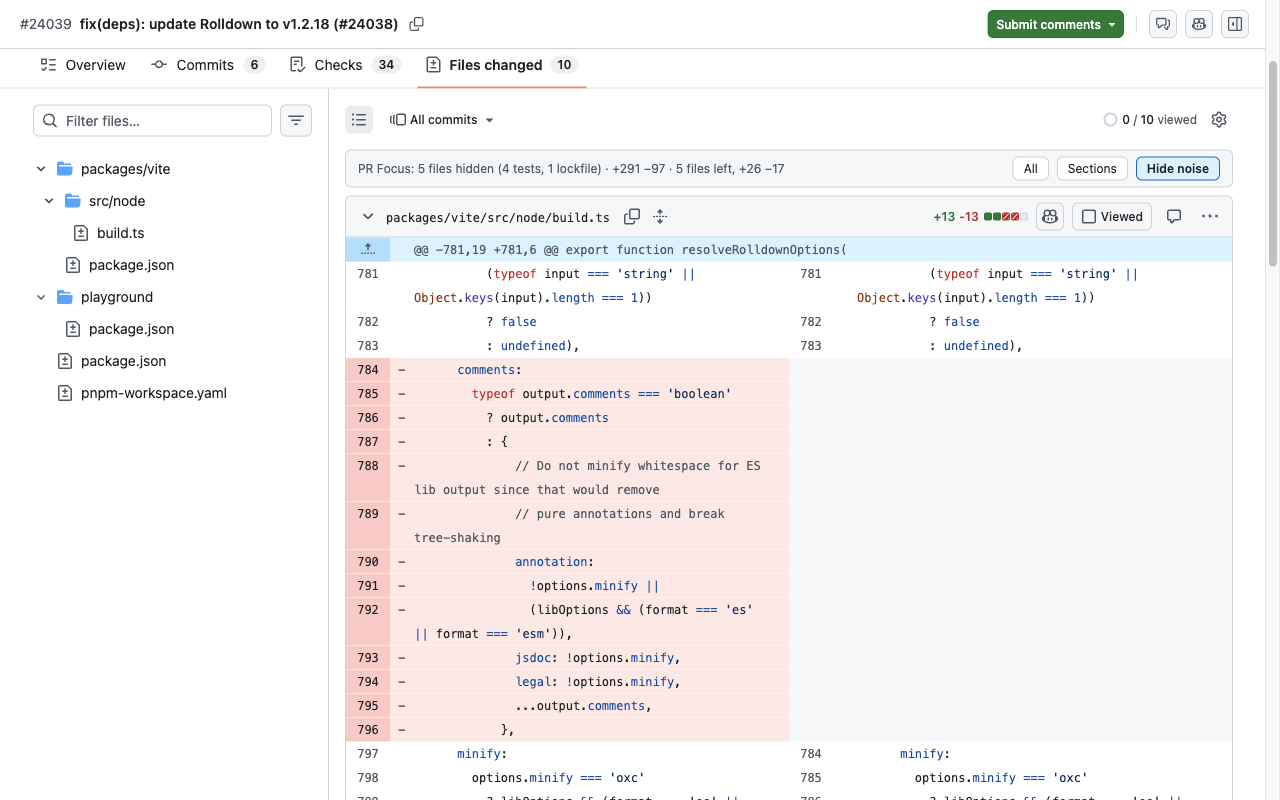 #24039 fix(deps): update Rolldown to v1.2.18 (#24038)
Submit comments
Overview
Commits 6
Checks 34
Files changed 10
Filter files...
All commits
0 / 10 viewed
packages/vite
src/node
build.ts
package.json
playground
package.json
package.json
pnpm-workspace.yaml
PR Focus: 5 files hidden (4 tests, 1 lockfile) · +291 −97 · 5 files left, +26 −17
All
Sections
Hide noise
packages/vite/src/node/build.ts
+13 -13
Viewed
@@ −781,19 +781,6 @@ export function resolveRolldownOptions(
781 (typeof input === 'string' || 781 (typeof input === 'string' ||
Object.keys(input).length === 1)) Object.keys(input).length === 1))
782 ? false 782 ? false
783 : undefined), 783 : undefined),
784 − comments:
785 − typeof output.comments === 'boolean'
786 − ? output.comments
787 − : {
788 − // Do not minify whitespace for ES
lib output since that would remove
789 − // pure annotations and break
tree−shaking
790 − annotation:
791 − !options.minify ||
792 − (libOptions && (format === 'es'
|| format === 'esm')),
793 − jsdoc: !options.minify,
794 − legal: !options.minify,
795 − ...output.comments,
796 − },
797 minify: 784 minify:
798 options.minify === 'oxc' 785 options.minify === 'oxc'